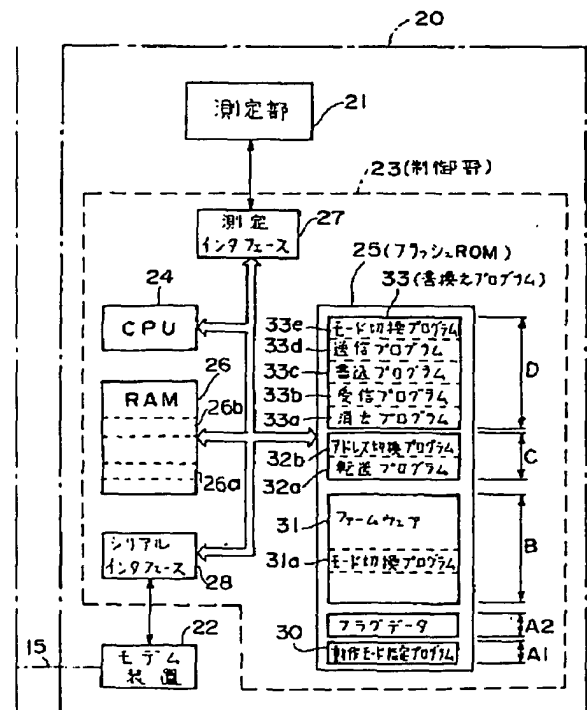 20
測定部
21
23(制御部)
測定
インタフェース
27
24
CPU
25(フラッシュROM)
33(書換えプログラム)
33e モード切換プログラム
33d 送信プログラム
33c 書込プログラム
33b 受信プログラム
33a 消去プログラム
D
26
RAM
26b
26a
32b アドレス切換プログラム
32a 転送プログラム
C
31 ファームウェア
31a モード切換プログラム
B
シリアル
インタフェース
28
フラグデータ
A2
30 動作モード指定プログラム
A1
22
15
モデム
装置